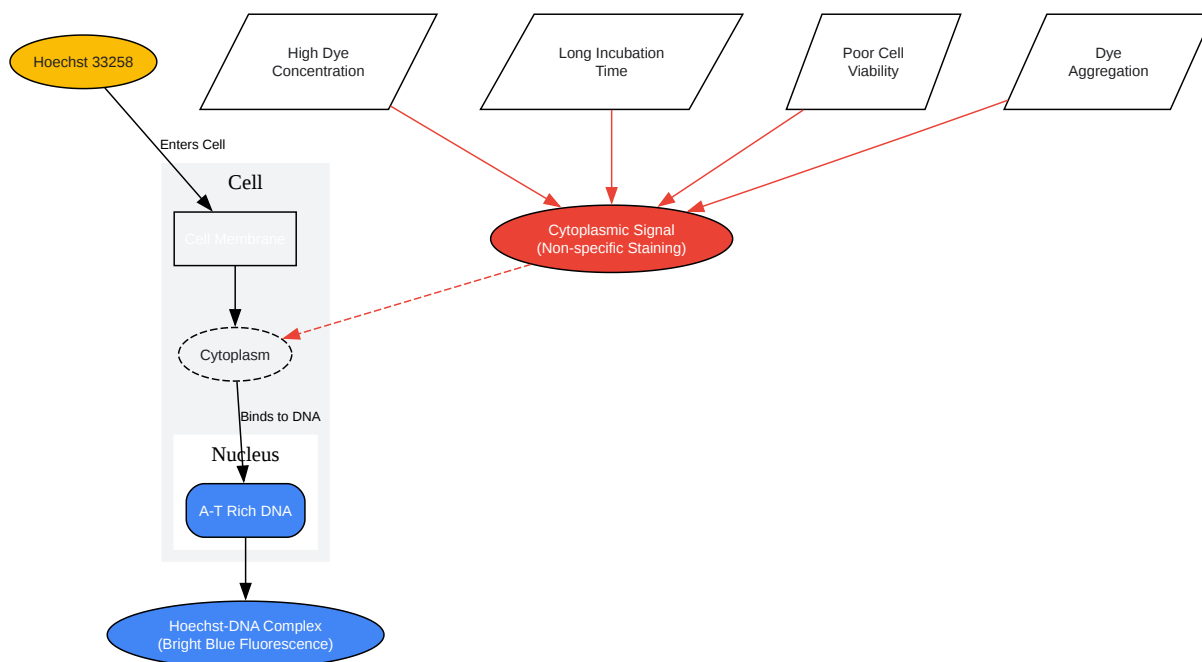 Hoechst 33258
High Dye
Concentration
Long Incubation
Time
Poor Cell
Viability
Dye
Aggregation
Enters Cell
Cell
Cell Membrane
Cytoplasmic Signal
(Non-specific Staining)
Cytoplasm
Binds to DNA
Nucleus
A-T Rich DNA
Hoechst-DNA Complex
(Bright Blue Fluorescence)